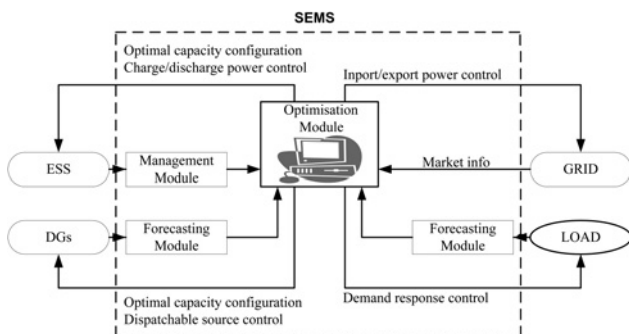 SEMS
Optimal capacity configuration
Charge/discharge power control
Inport/export power control
Optimisation
Module
ESS
Management
Module
Market info
GRID
DGs
Forecasting
Module
Forecasting
Module
LOAD
Optimal capacity configuration
Dispatchable source control
Demand response control